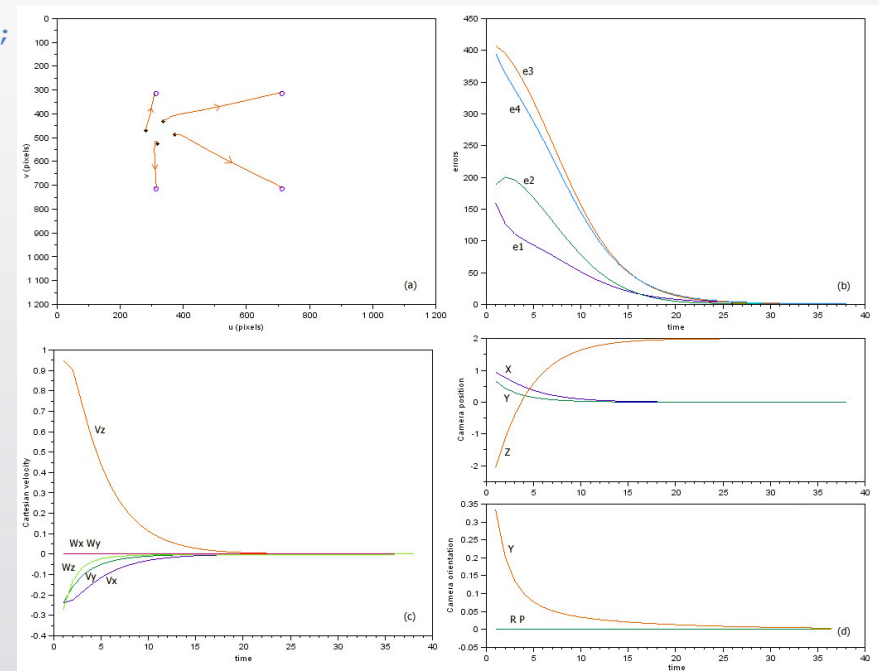 ;
0
100
200
300
400
500
600
700
800
900
1 000
1 100
1 200
v (pixels)
0 200 400 600 800 1 000 1 200
u (pixels)
(a)
450
400
350
300
250
200
150
100
50
0
errors
e3
e4
e2
e1
0 5 10 15 20 25 30 35 40
time
(b)
1
0.9
0.8
0.7
0.6
0.5
0.4
0.3
0.2
0.1
0
-0.1
-0.2
-0.3
-0.4
Cartesian velocity
Vz
Wx Wy
Wz
Vy
Vx
0 5 10 15 20 25 30 35 40
time
(c)
2
1
0
-1
-2
Camera position
X
Y
Z
0 5 10 15 20 25 30 35 40
0.35
0.3
0.25
0.2
0.15
0.1
0.05
0
-0.05
Camera orientation
Y
R P
0 5 10 15 20 25 30 35 40
time
(d)